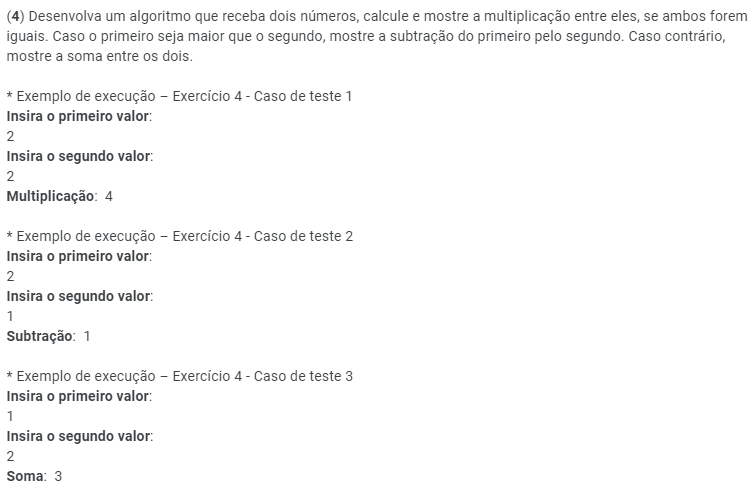 (4) Desenvolva um algoritmo que receba dois números, calcule e mostre a multiplicação entre eles, se ambos forem
iguais. Caso o primeiro seja maior que o segundo, mostre a subtração do primeiro pelo segundo. Caso contrário,
mostre a soma entre os dois.
* Exemplo de execução – Exercício 4 - Caso de teste 1
Insira o primeiro valor:
2
Insira o segundo valor:
2
Multiplicação: 4
* Exemplo de execução – Exercício 4 - Caso de teste 2
Insira o primeiro valor:
2
Insira o segundo valor:
1
Subtração: 1
* Exemplo de execução – Exercício 4 - Caso de teste 3
Insira o primeiro valor:
1
Insira o segundo valor:
2
Soma: 3